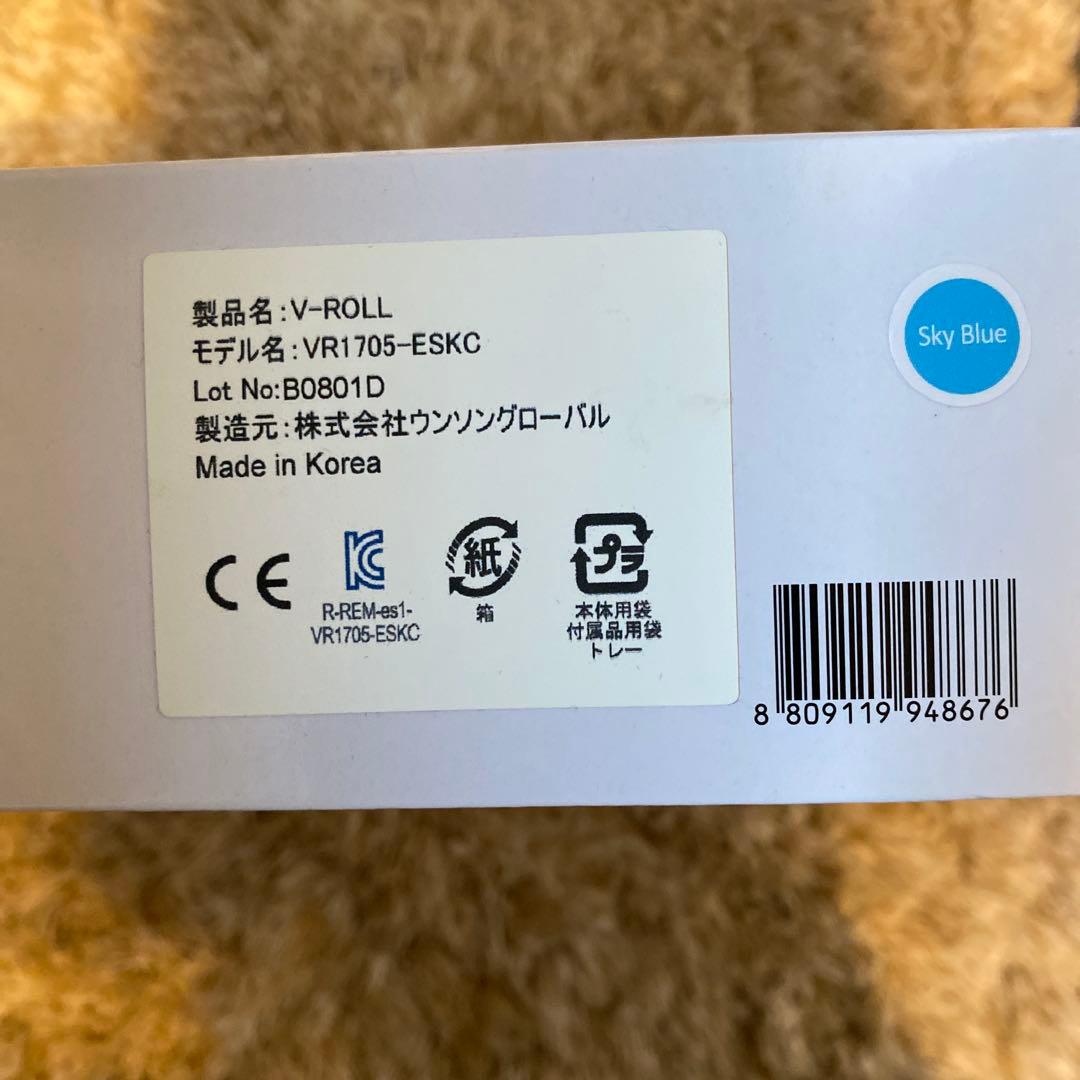 製品名:V-ROLL
モデル名:VR1705-ESKC
Lot No:B0801D
製造元:株式会社ウンソングローバル
Made in Korea
CE
KC
R-REM-es1-
VR1705-ESKC
紙
箱
プラ
本体用袋
付属品用袋
トレー
Sky Blue
8 809119 948676